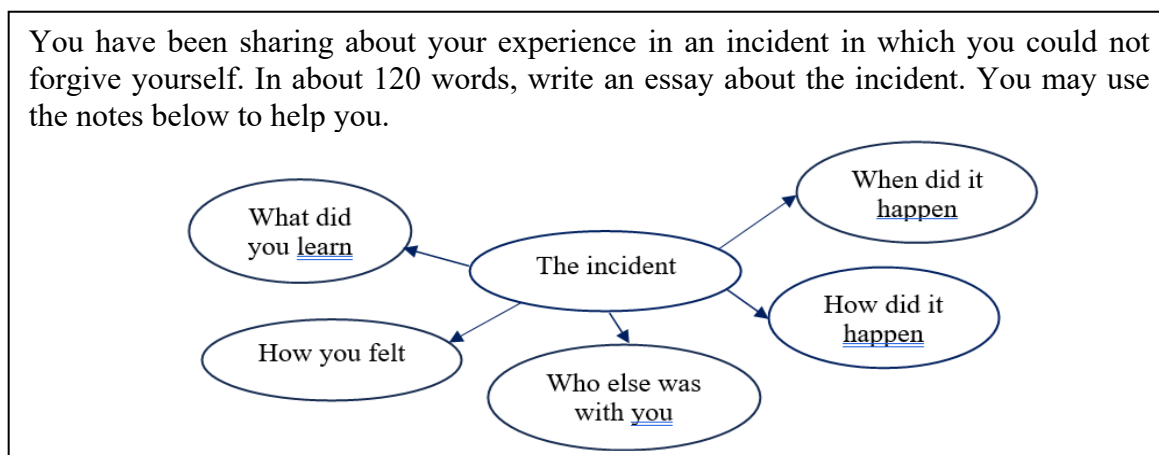 You have been sharing about your experience in an incident in which you could not
forgive yourself. In about 120 words, write an essay about the incident. You may use
the notes below to help you.
When did it
happen
What did
you learn
The incident
How did it
happen
How you felt
Who else was
with you